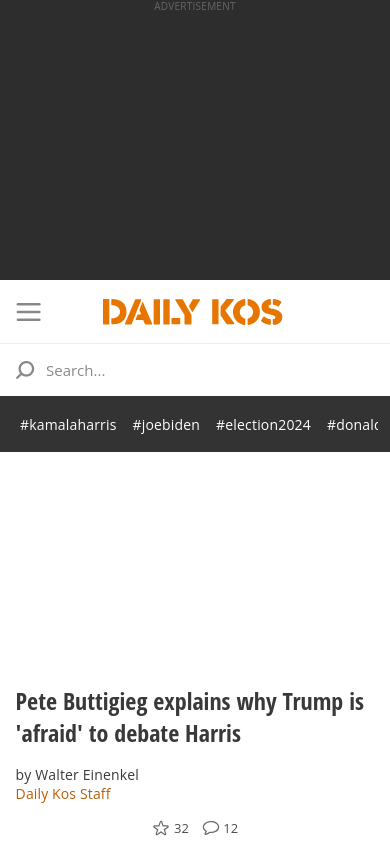 ADVERTISEMENT
DAILY KOS
Search...
#kamalaharris #joebiden #election2024 #donald
Pete Buttigieg explains why Trump is
'afraid' to debate Harris
by Walter Einenkel
Daily Kos Staff
32 12